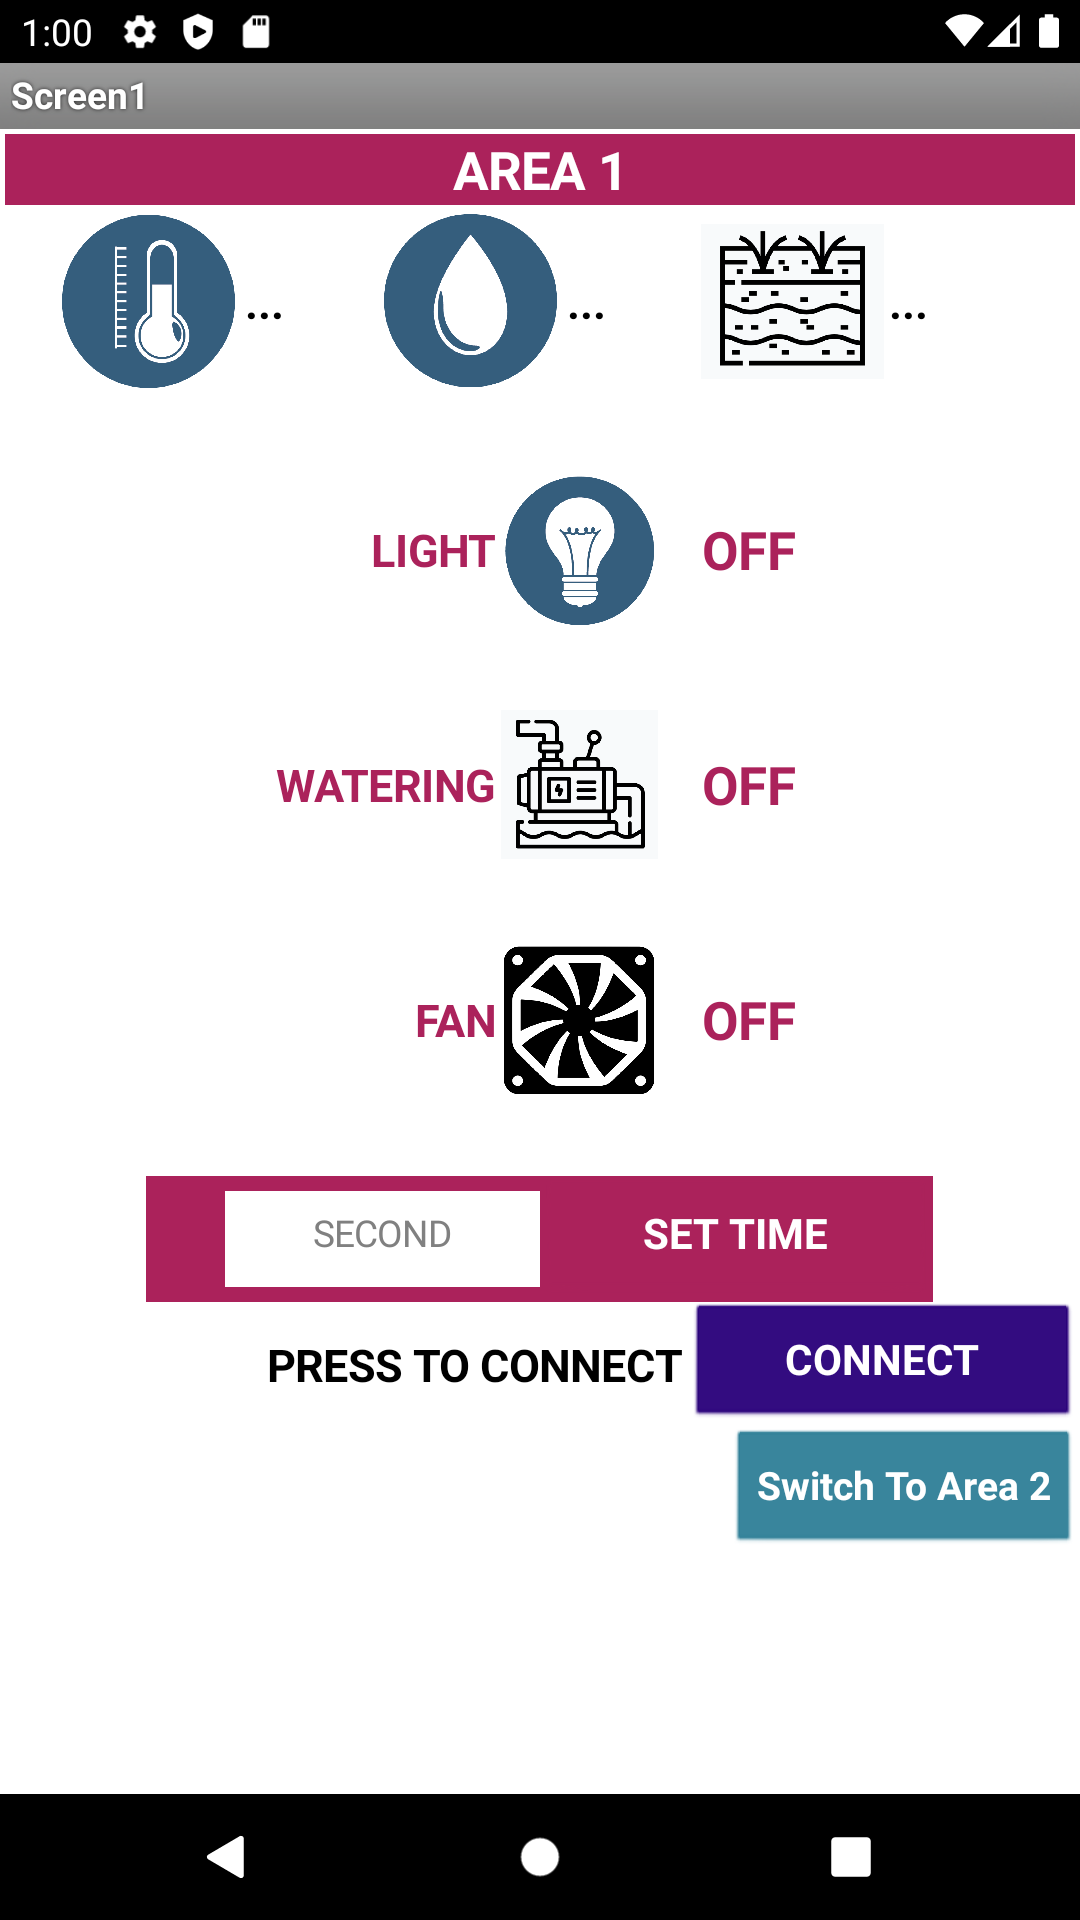 1:00
Screen1
AREA 1
... ... ...
LIGHT OFF
WATERING OFF
FAN OFF
SECOND SET TIME
PRESS TO CONNECT CONNECT
Switch To Area 2